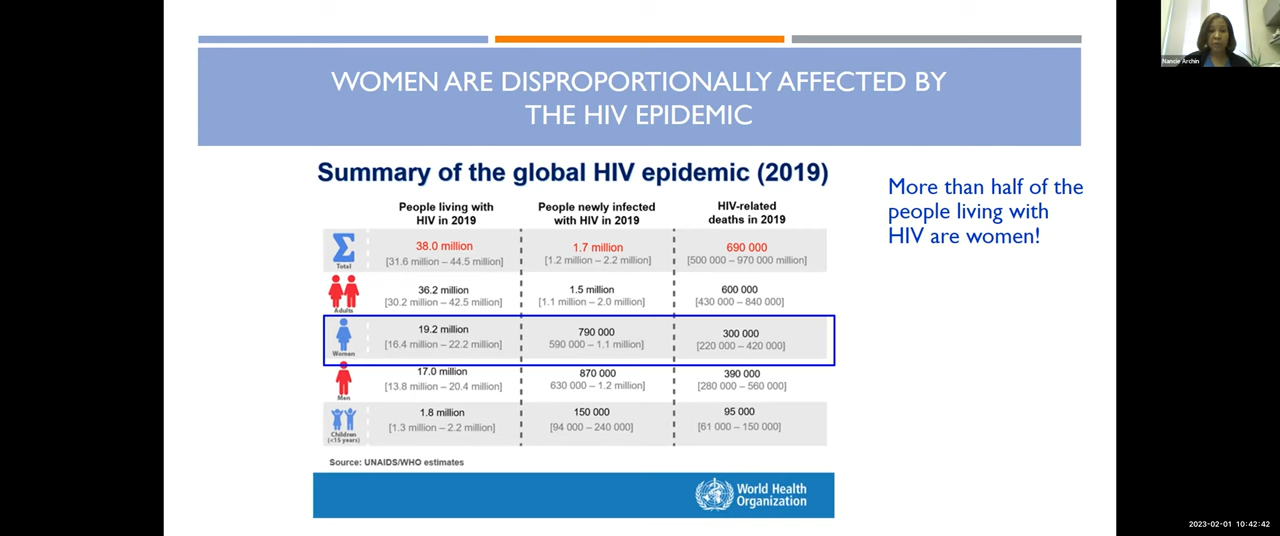 WOMEN ARE DISPROPORTIONALLY AFFECTED BY
THE HIV EPIDEMIC
Nancie Archin
Summary of the global HIV epidemic (2019)
More than half of the
people living with
HIV are women!
People living with
HIV in 2019
People newly infected
with HIV in 2019
HIV-related
deaths in 2019
Total
38.0 million
[31.6 million – 44.5 million]
1.7 million
[1.2 million – 2.2 million]
690 000
[500 000 – 970 000 million]
Adults
36.2 million
[30.2 million – 42.5 million]
1.5 million
[1.1 million – 2.0 million]
600 000
[430 000 – 840 000]
Women
19.2 million
[16.4 million – 22.2 million]
790 000
590 000 – 1.1 million]
300 000
[220 000 – 420 000]
Men
17.0 million
[13.8 million – 20.4 million]
870 000
630 000 – 1.2 million]
390 000
[280 000 – 560 000]
Children
(<15 years)
1.8 million
[1.3 million – 2.2 million]
150 000
[94 000 – 240 000]
95 000
[61 000 – 150 000]
Source: UNAIDS/WHO estimates
World Health
Organization
2023-02-01 10:42:42